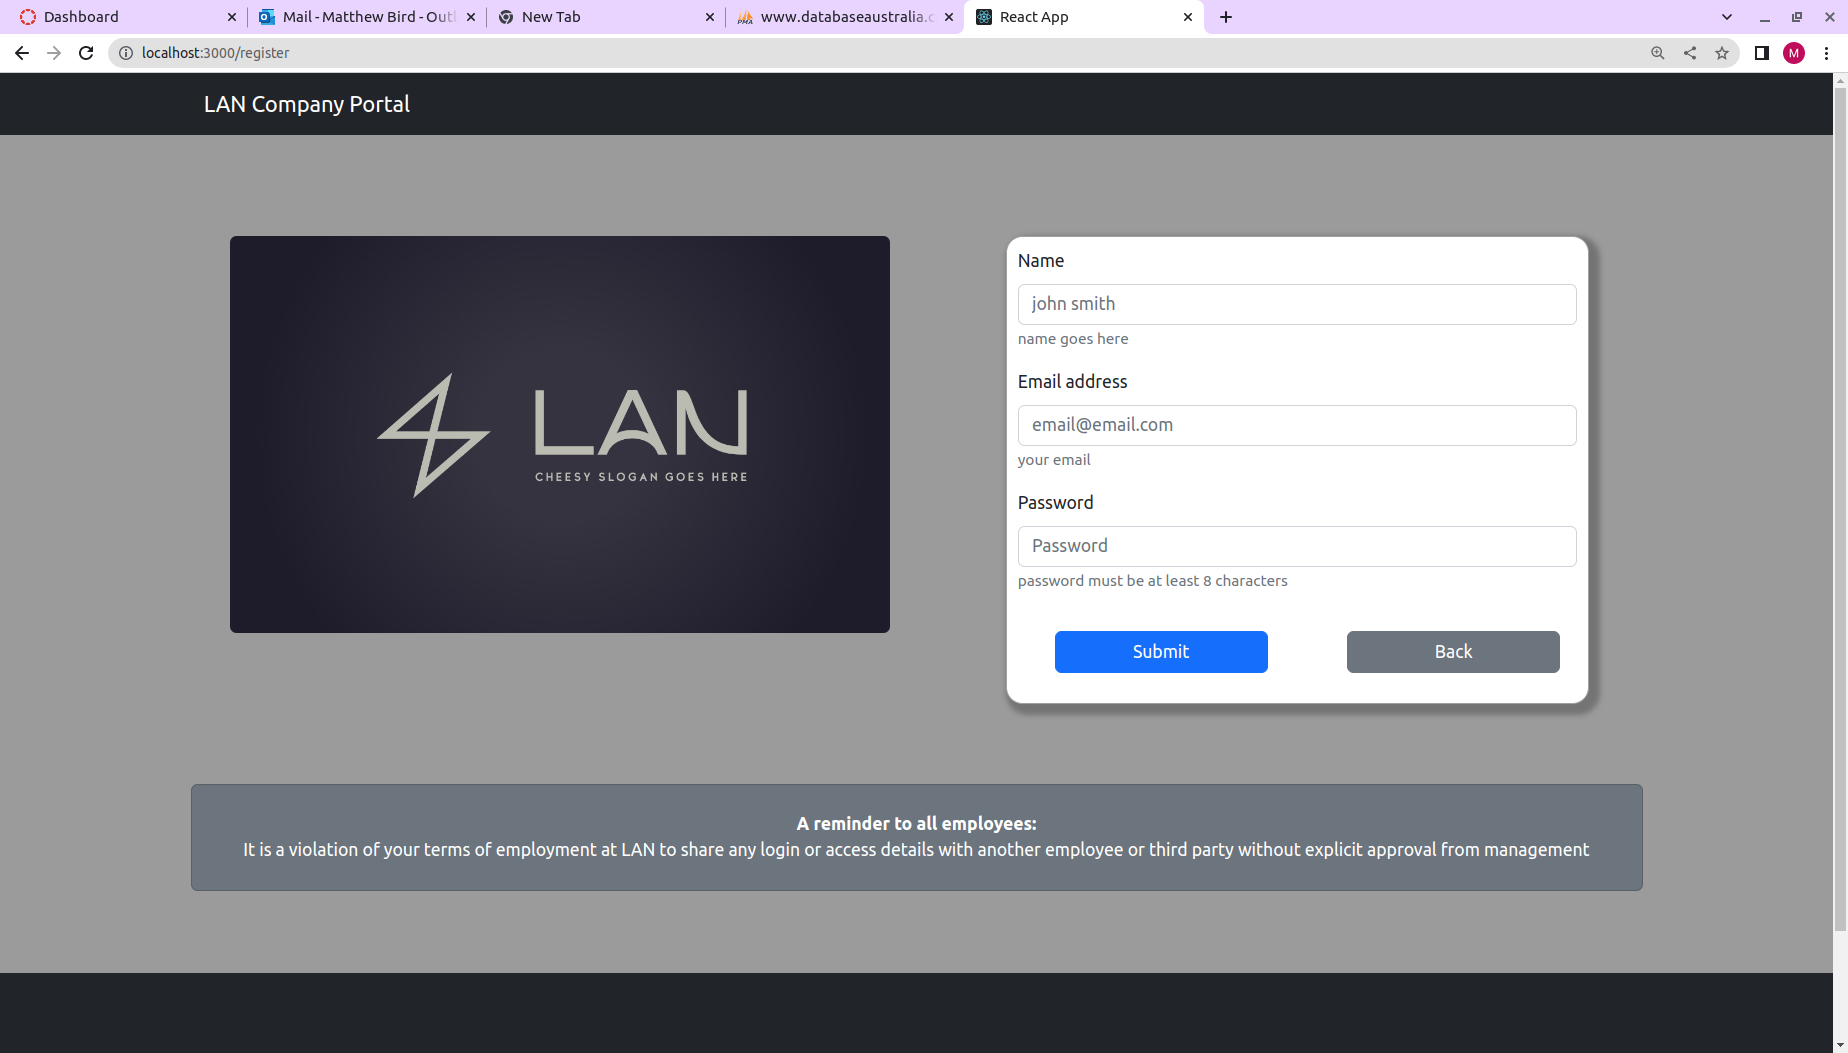 Dashboard
Mail - Matthew Bird - Out
New Tab
www.databaseaustralia.c
React App
localhost:3000/register
M
LAN Company Portal
LAN
CHEESY SLOGAN GOES HERE
Name
john smith
name goes here
Email address
email@email.com
your email
Password
Password
password must be at least 8 characters
Submit
Back
A reminder to all employees:
It is a violation of your terms of employment at LAN to share any login or access details with another employee or third party without explicit approval from management